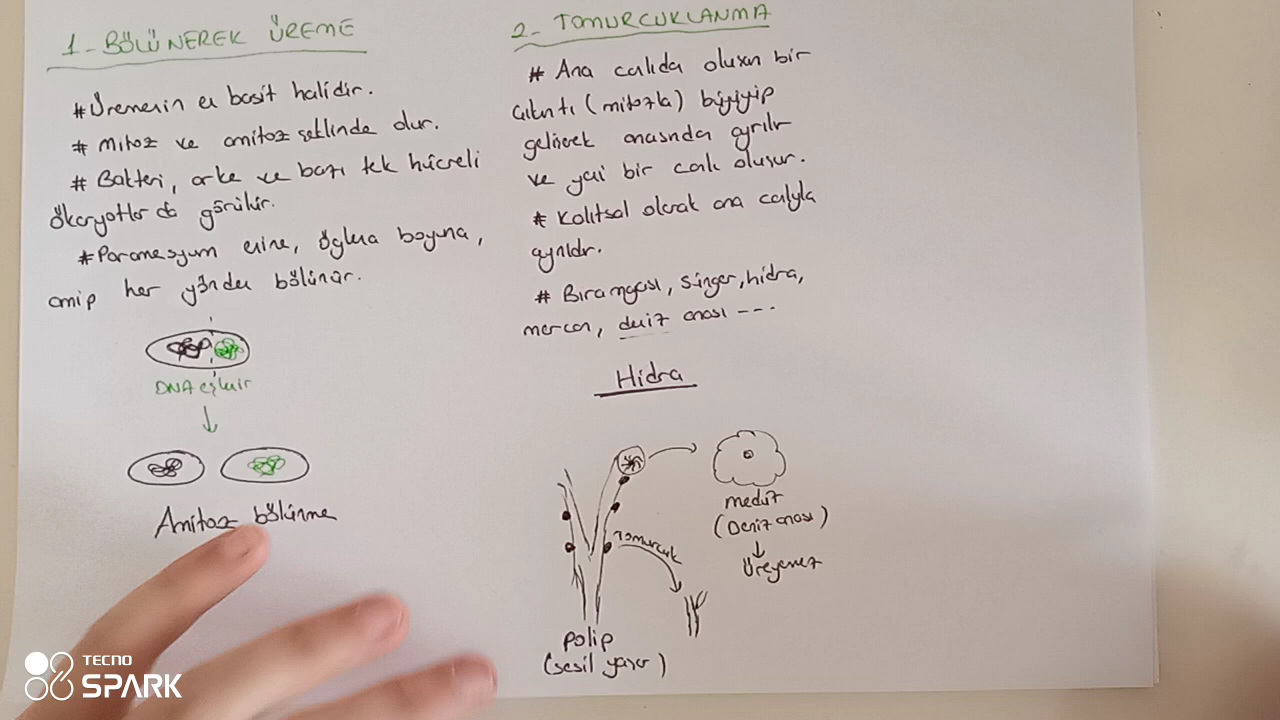 1- BÖLÜNEREK ÜREME
# Üremenin en basit halidir.
# Mitoz ve amitoz şeklinde olur.
# Bakteri, arke ve bazı tek hücreli
ökaryotlarda görülür.
# Paramesyum enine, öglena boyuna,
amip her yönden bölünür.
DNA eşlenir
Amitoz bölünme
2- TOMURCUKLANMA
# Ana canlıda oluşan bir
çıkıntı (mitozla) büyüyüp
gelişerek anasından ayrılır
ve yeni bir canlı oluşur.
# Kalıtsal olarak ana canlıyla
aynıdır.
# Bira mayası, sünger, hidra,
mercan, deniz anası ---
Hidra
Tomurcuk
polip
(sesil yaşar)
meduz
(Deniz anası)
Üreyemez
TECNO
SPARK